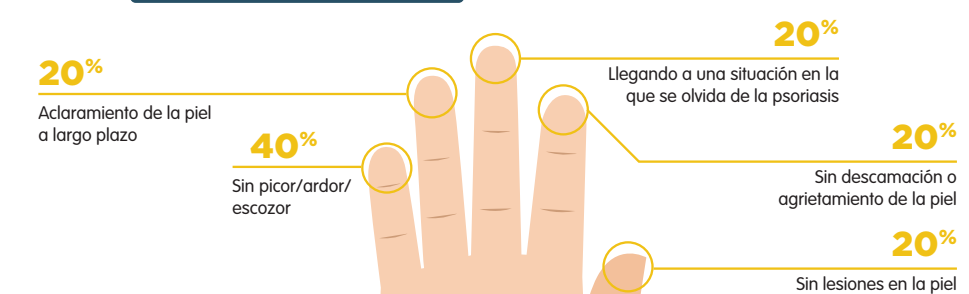 20%
Aclaramiento de la piel
a largo plazo
40%
Sin picor/ardor/
escozor
20%
Llegando a una situación en la
que se olvida de la psoriasis
20%
Sin descamación o
agrietamiento de la piel
20%
Sin lesiones en la piel